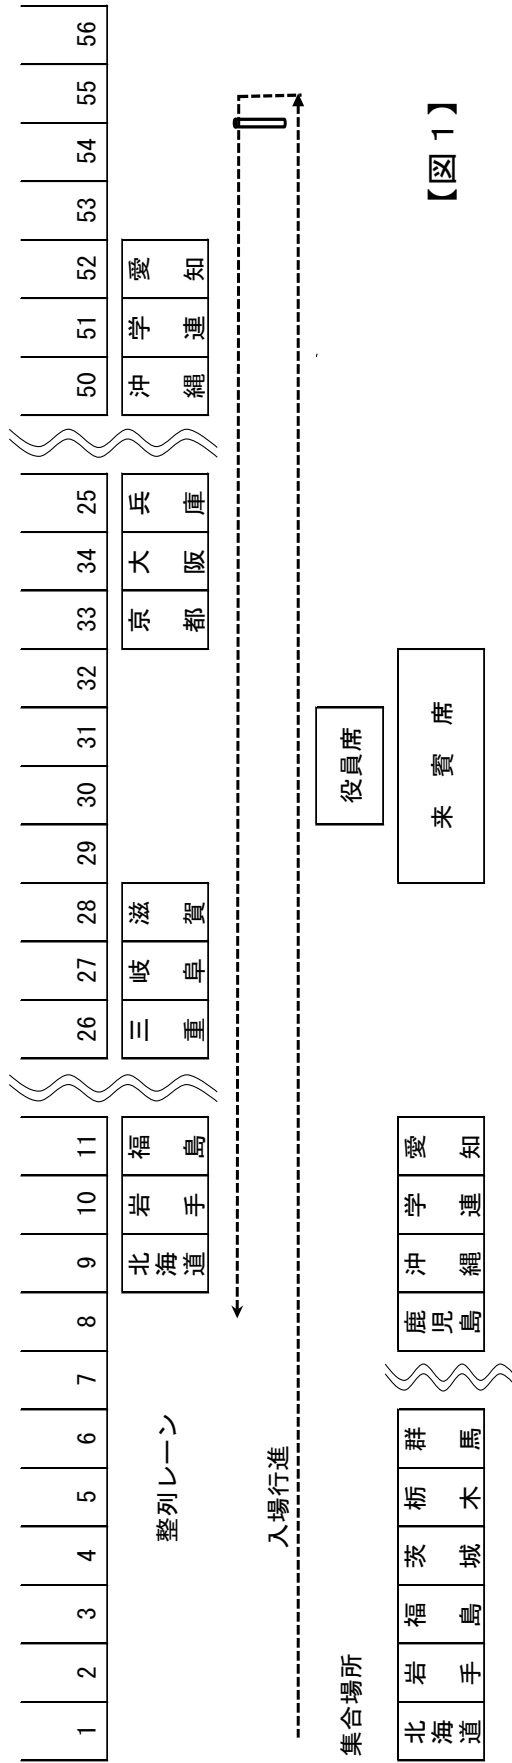 1 2 3 4 5 6 7 8 9 10 11 26 27 28 29 30 31 32 33 34 25 50 51 52 53 54 55 56
北海道 岩手 福島 三重 岐阜 滋賀 京都 大阪 兵庫 沖縄 学連 愛知
整列レーン
入場行進
役員席
集合場所
北海道 岩手 福島 茨城 栃木 群馬 鹿児島 沖縄 学連 愛知 来賓席
【図1】